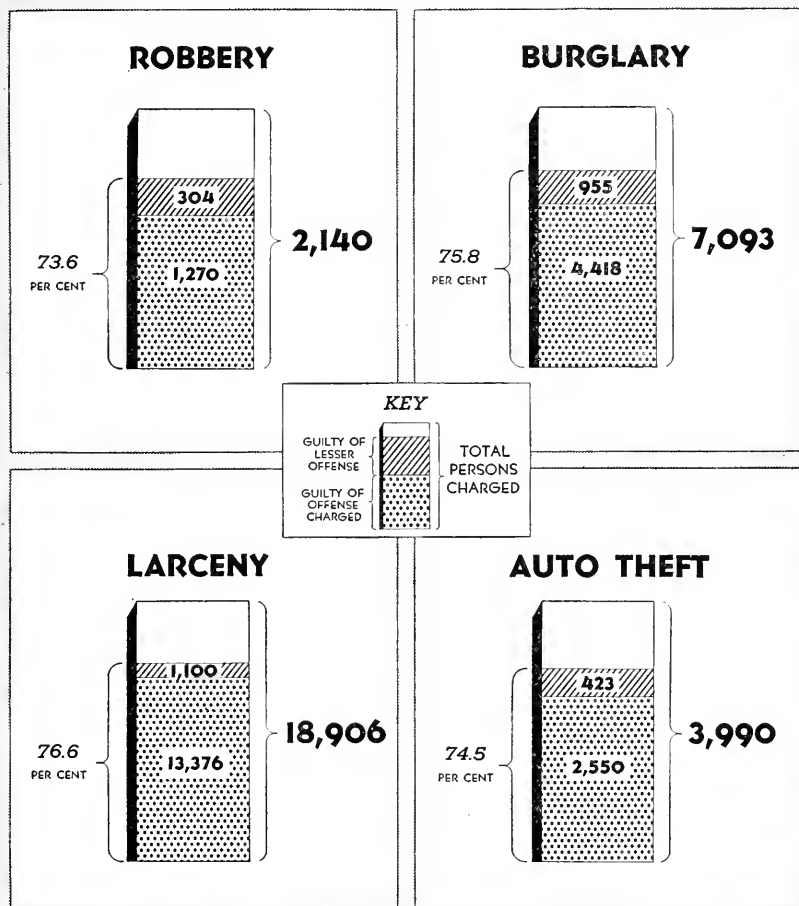 ROBBERY
304
1,270
73.6
PER CENT
2,140
BURGLARY
955
4,418
75.8
PER CENT
7,093
KEY
GUILTY OF
LESSER
OFFENSE
GUILTY OF
OFFENSE
CHARGED
TOTAL
PERSONS
CHARGED
LARCENY
1,100
13,376
76.6
PER CENT
18,906
AUTO THEFT
423
2,550
74.5
PER CENT
3,990